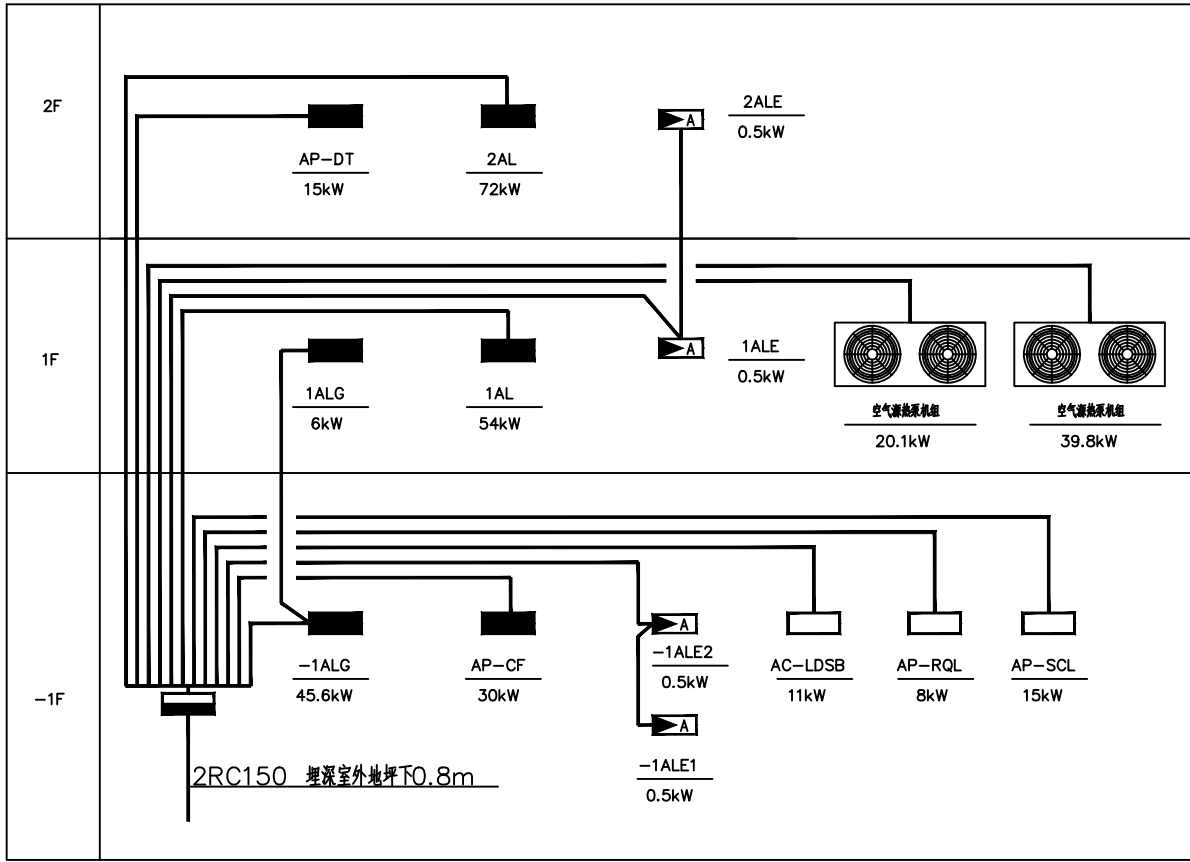 2F
AP-DT
15kW
2AL
72kW
2ALE
0.5kW
A
1F
1ALG
6kW
1AL
54kW
A
1ALE
0.5kW
空气源热泵机组
20.1kW
空气源热泵机组
39.8kW
-1F
-1ALG
45.6kW
AP-CF
30kW
A
-1ALE2
0.5kW
AC-LDSB
11kW
AP-RQL
8kW
AP-SCL
15kW
A
-1ALE1
0.5kW
2RC150 埋深室外地坪下0.8m